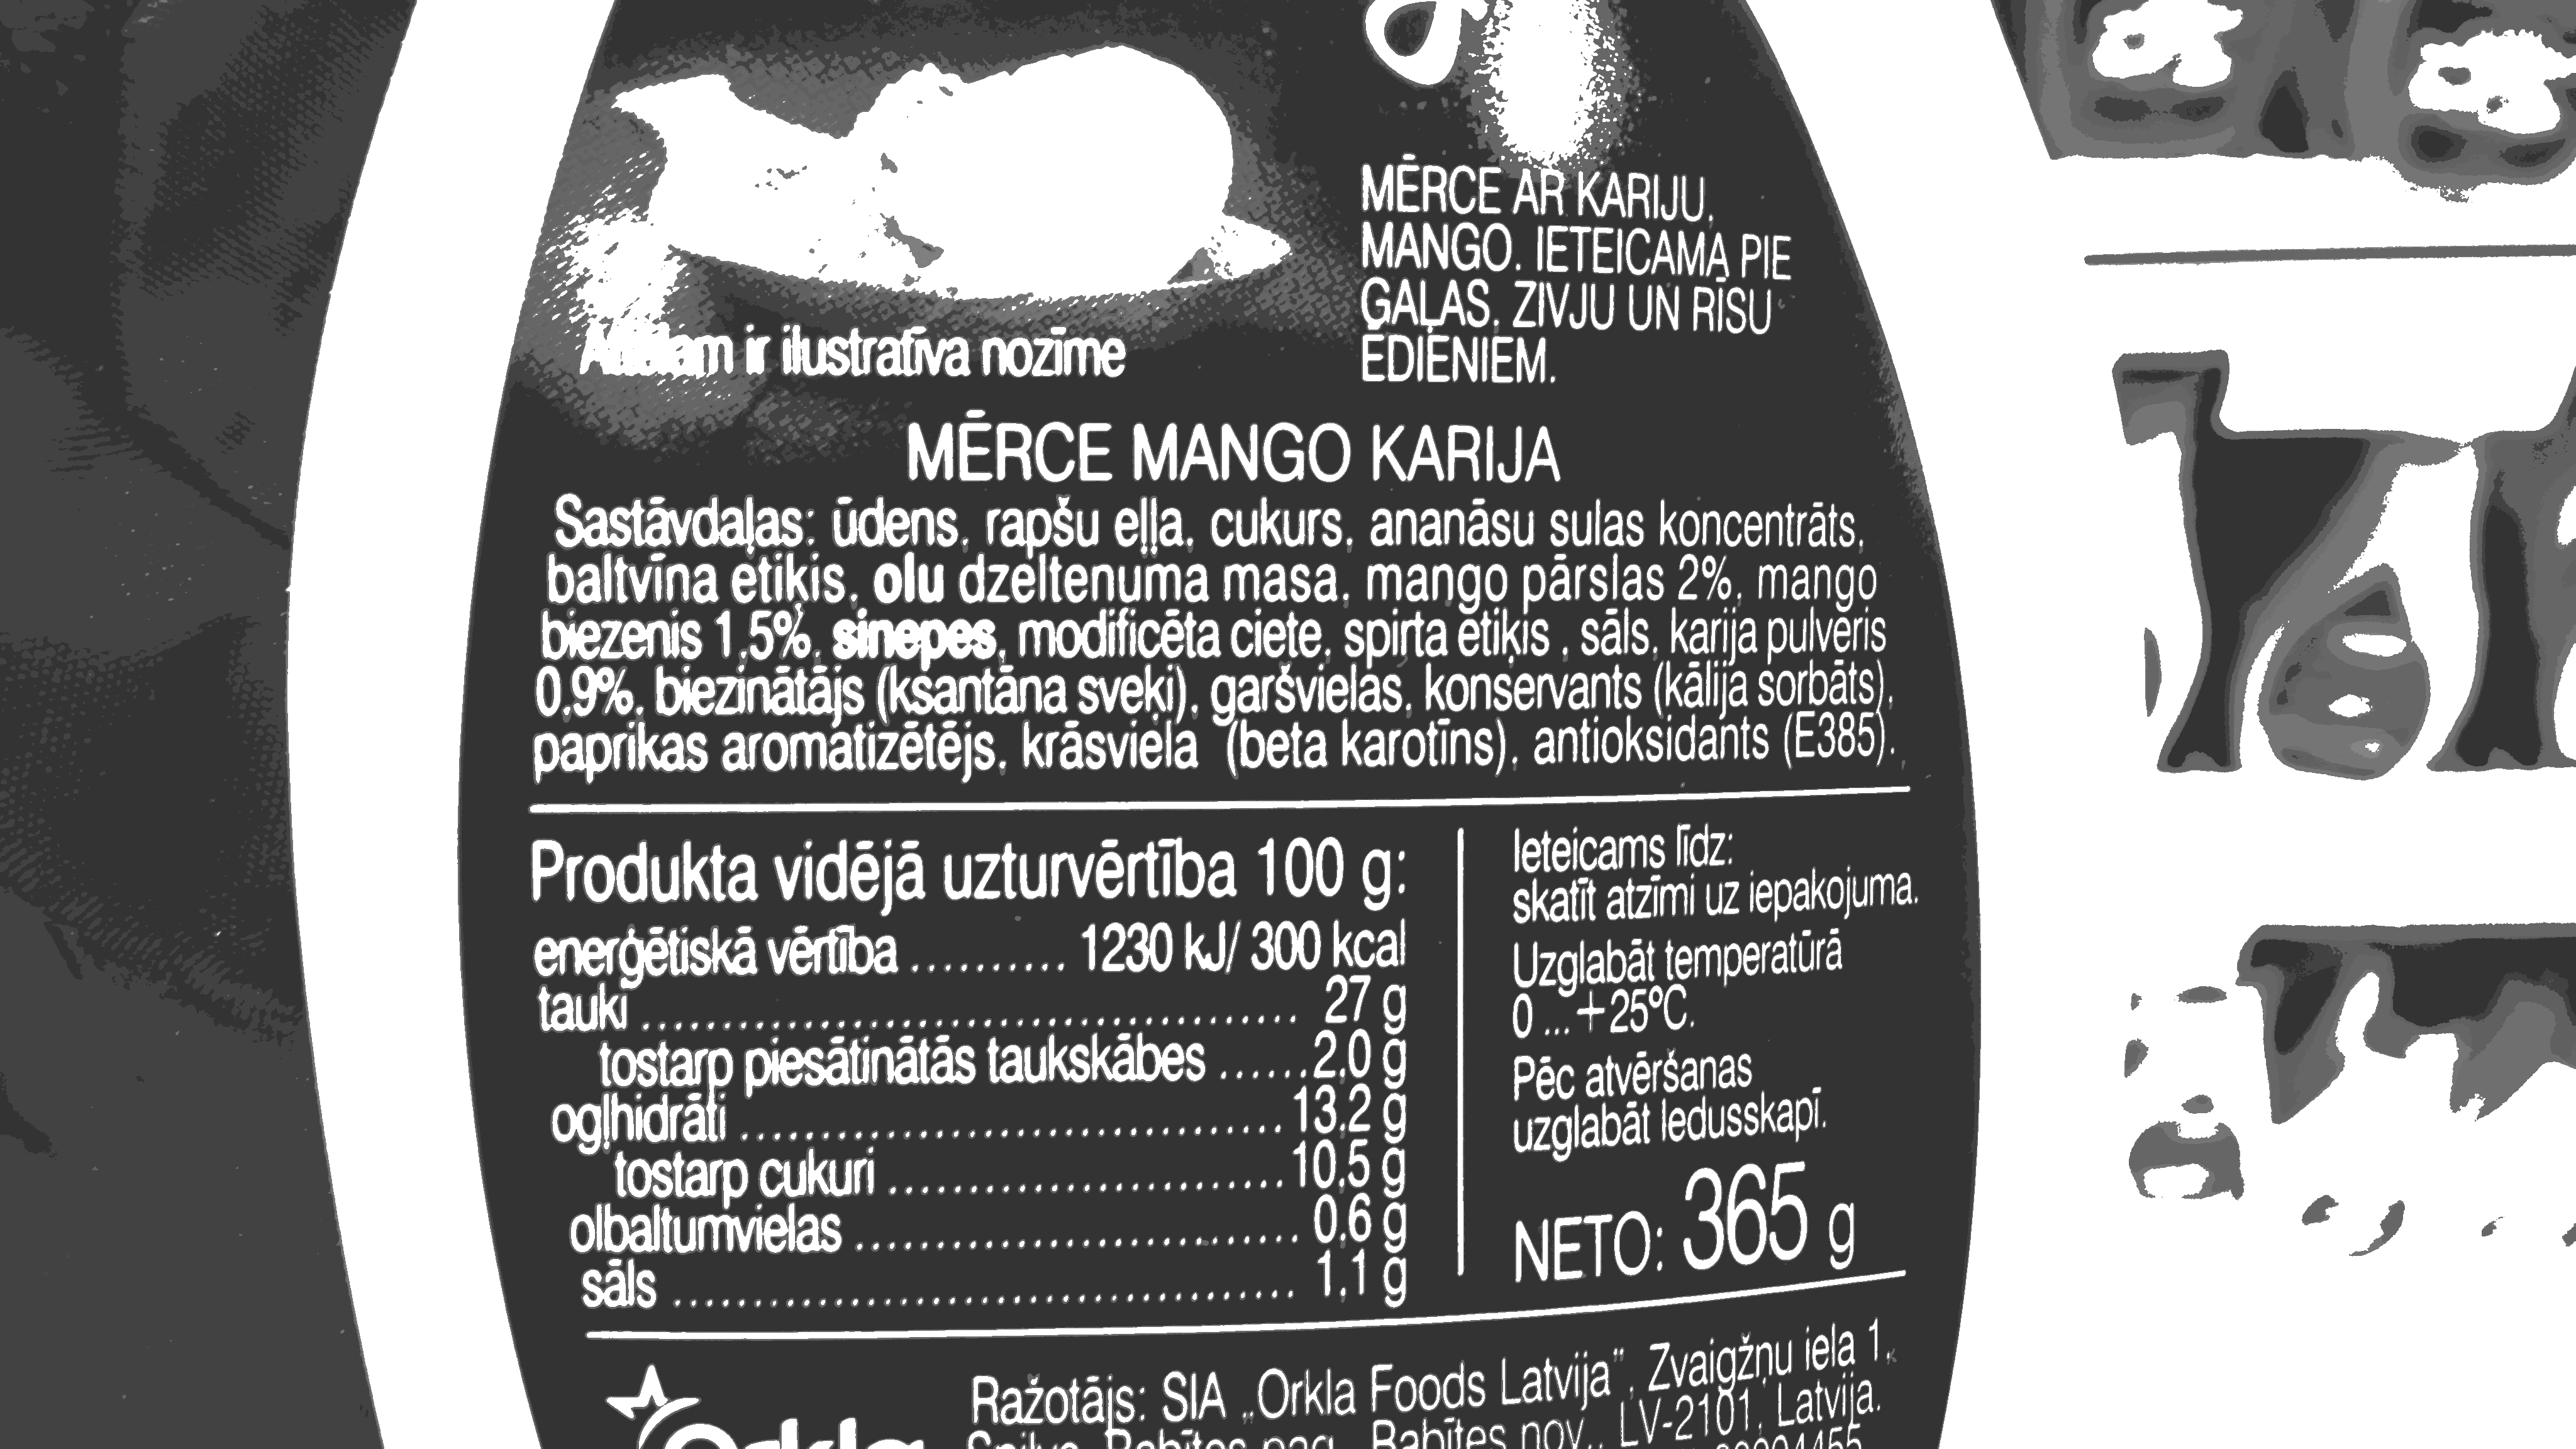 MĒRCE AR KARIJU,
MANGO. IETEICAMA PIE
GAĻAS, ZIVJU UN RĪSU
ĒDIENIEM.
ir ilustratīva nozīme
MĒRCE MANGO KARIJA
Sastāvdaļas: ūdens, rapšu eļļa, cukurs, ananāsu sulas koncentrāts,
baltvīna etiķis, olu dzeltenuma masa, mango pārslas 2%, mango
biezenis 1,5%, sinepes, modificēta ciete, spirta etiķis , sāls, karija pulveris
0,9%, biezinātājs (ksantāna sveķi), garšvielas, konservants (kālija sorbāts),
paprikas aromatizētējs, krāsviela (beta karotīns), antioksidants (E385).
Produkta vidējā uzturvērtība 100 g:
enerģētiskā vērtība .......... 1230 kJ/ 300 kcal
tauki ........................................ 27 g
tostarp piesātinātās taukskābes ......2,0 g
ogļhidrāti .................................. 13,2 g
tostarp cukuri .........................10,5 g
olbaltumvielas ............................ 0,6 g
sāls ....................................... 1,1 g
Ieteicams līdz:
skatīt atzīmi uz iepakojuma.
Uzglabāt temperatūrā
0 ...+25ºC.
Pēc atvēršanas
uzglabāt ledusskapī.
NETO: 365 g
Ražotājs: SIA „Orkla Foods Latvija", Zvaigžņu iela 1,
Babītes nov., LV-2101, Latvija.
Orkla